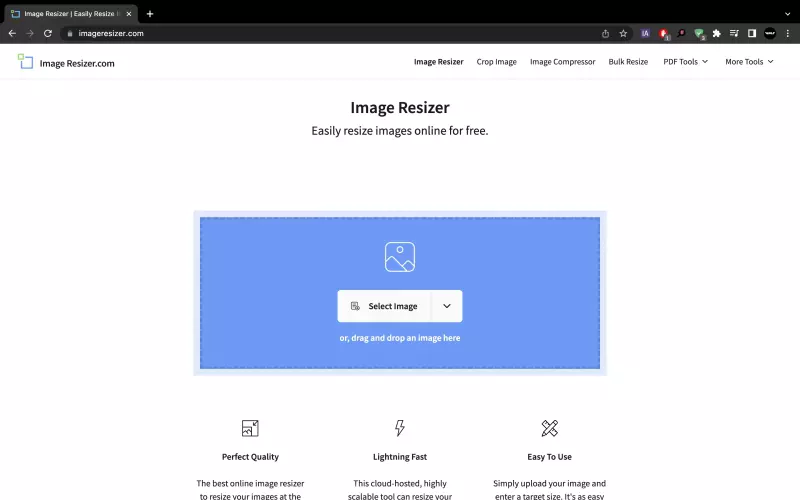 Image Resizer | Easily Resize I
imageresizer.com
Image Resizer.com
Image Resizer
Crop Image
Image Compressor
Bulk Resize
PDF Tools
More Tools
Image Resizer
Easily resize images online for free.
Select Image
or, drag and drop an image here
Perfect Quality
Lightning Fast
Easy To Use
The best online image resizer
to resize your images at the
This cloud-hosted, highly
scalable tool can resize your
Simply upload your image and
enter a target size. It's as easy